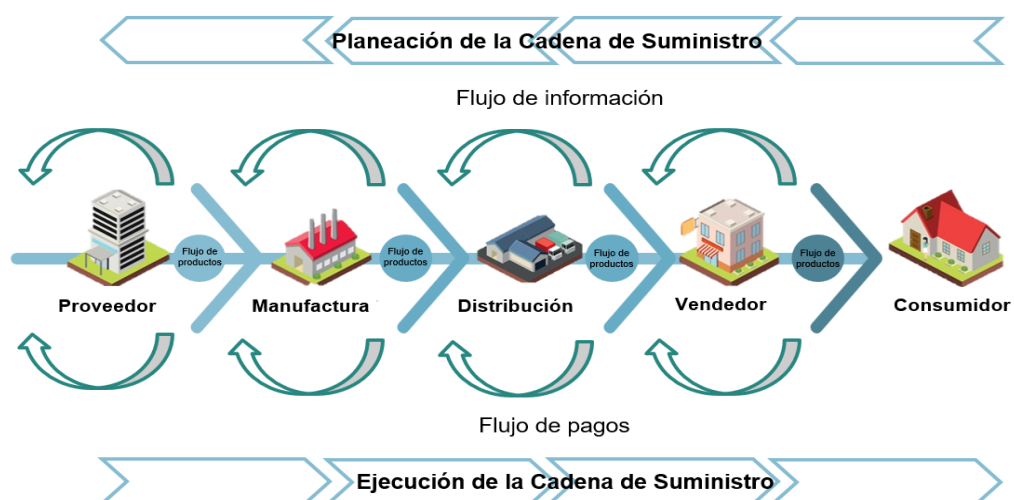 Planeación de la Cadena de Suministro
Flujo de información
Flujo de
productos
Flujo de
productos
Flujo de
productos
Flujo de
productos
Proveedor
Manufactura
Distribución
Vendedor
Consumidor
Flujo de pagos
Ejecución de la Cadena de Suministro